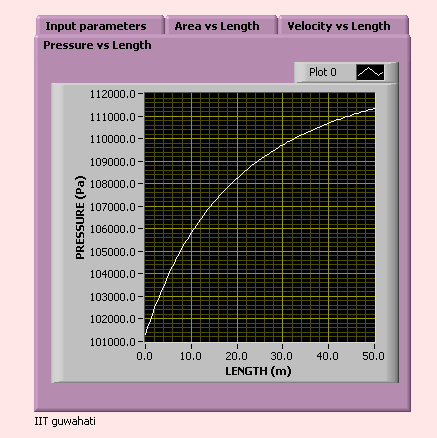 Input parameters Area vs Length Velocity vs Length
Pressure vs Length
Plot 0
112000.0
111000.0
110000.0
109000.0
108000.0
107000.0
106000.0
105000.0
104000.0
103000.0
102000.0
101000.0
PRESSURE (Pa)
0.0 10.0 20.0 30.0 40.0 50.0
LENGTH (m)
IIT guwahati